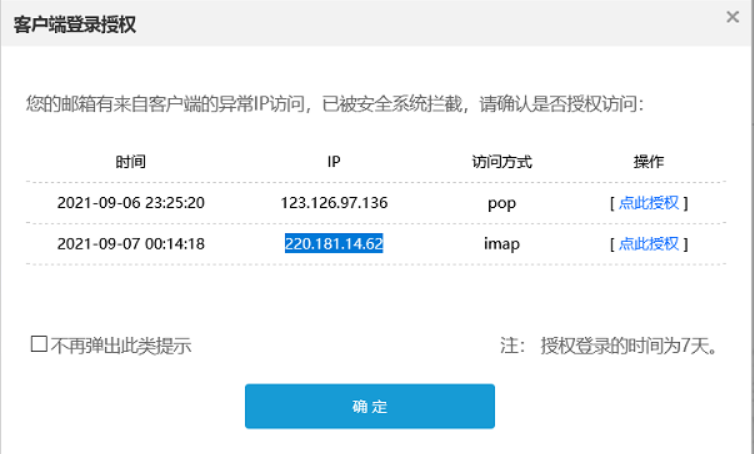 客户端登录授权
您的邮箱有来自客户端的异常IP访问，已被安全系统拦截，请确认是否授权访问：
时间 IP 访问方式 操作
2021-09-06 23:25:20 123.126.97.136 pop [ 点此授权 ]
2021-09-07 00:14:18 220.181.14.62 imap [ 点此授权 ]
不再弹出此类提示 注： 授权登录的时间为7天。
确 定